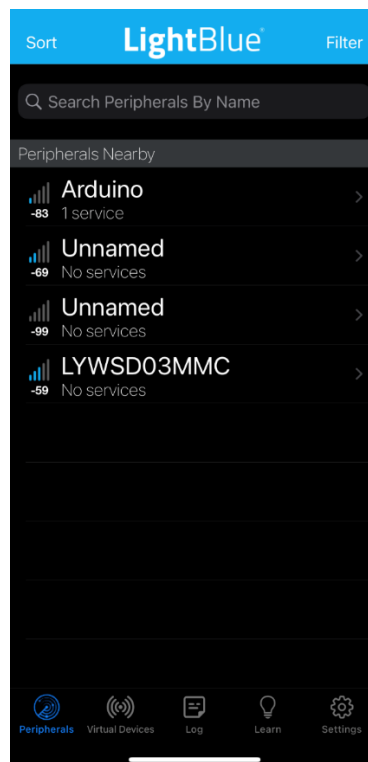 Sort LightBlue® Filter
Search Peripherals By Name
Peripherals Nearby
Arduino
-83 1 service
Unnamed
-69 No services
Unnamed
-99 No services
LYWSD03MMC
-59 No services
Peripherals Virtual Devices Log Learn Settings